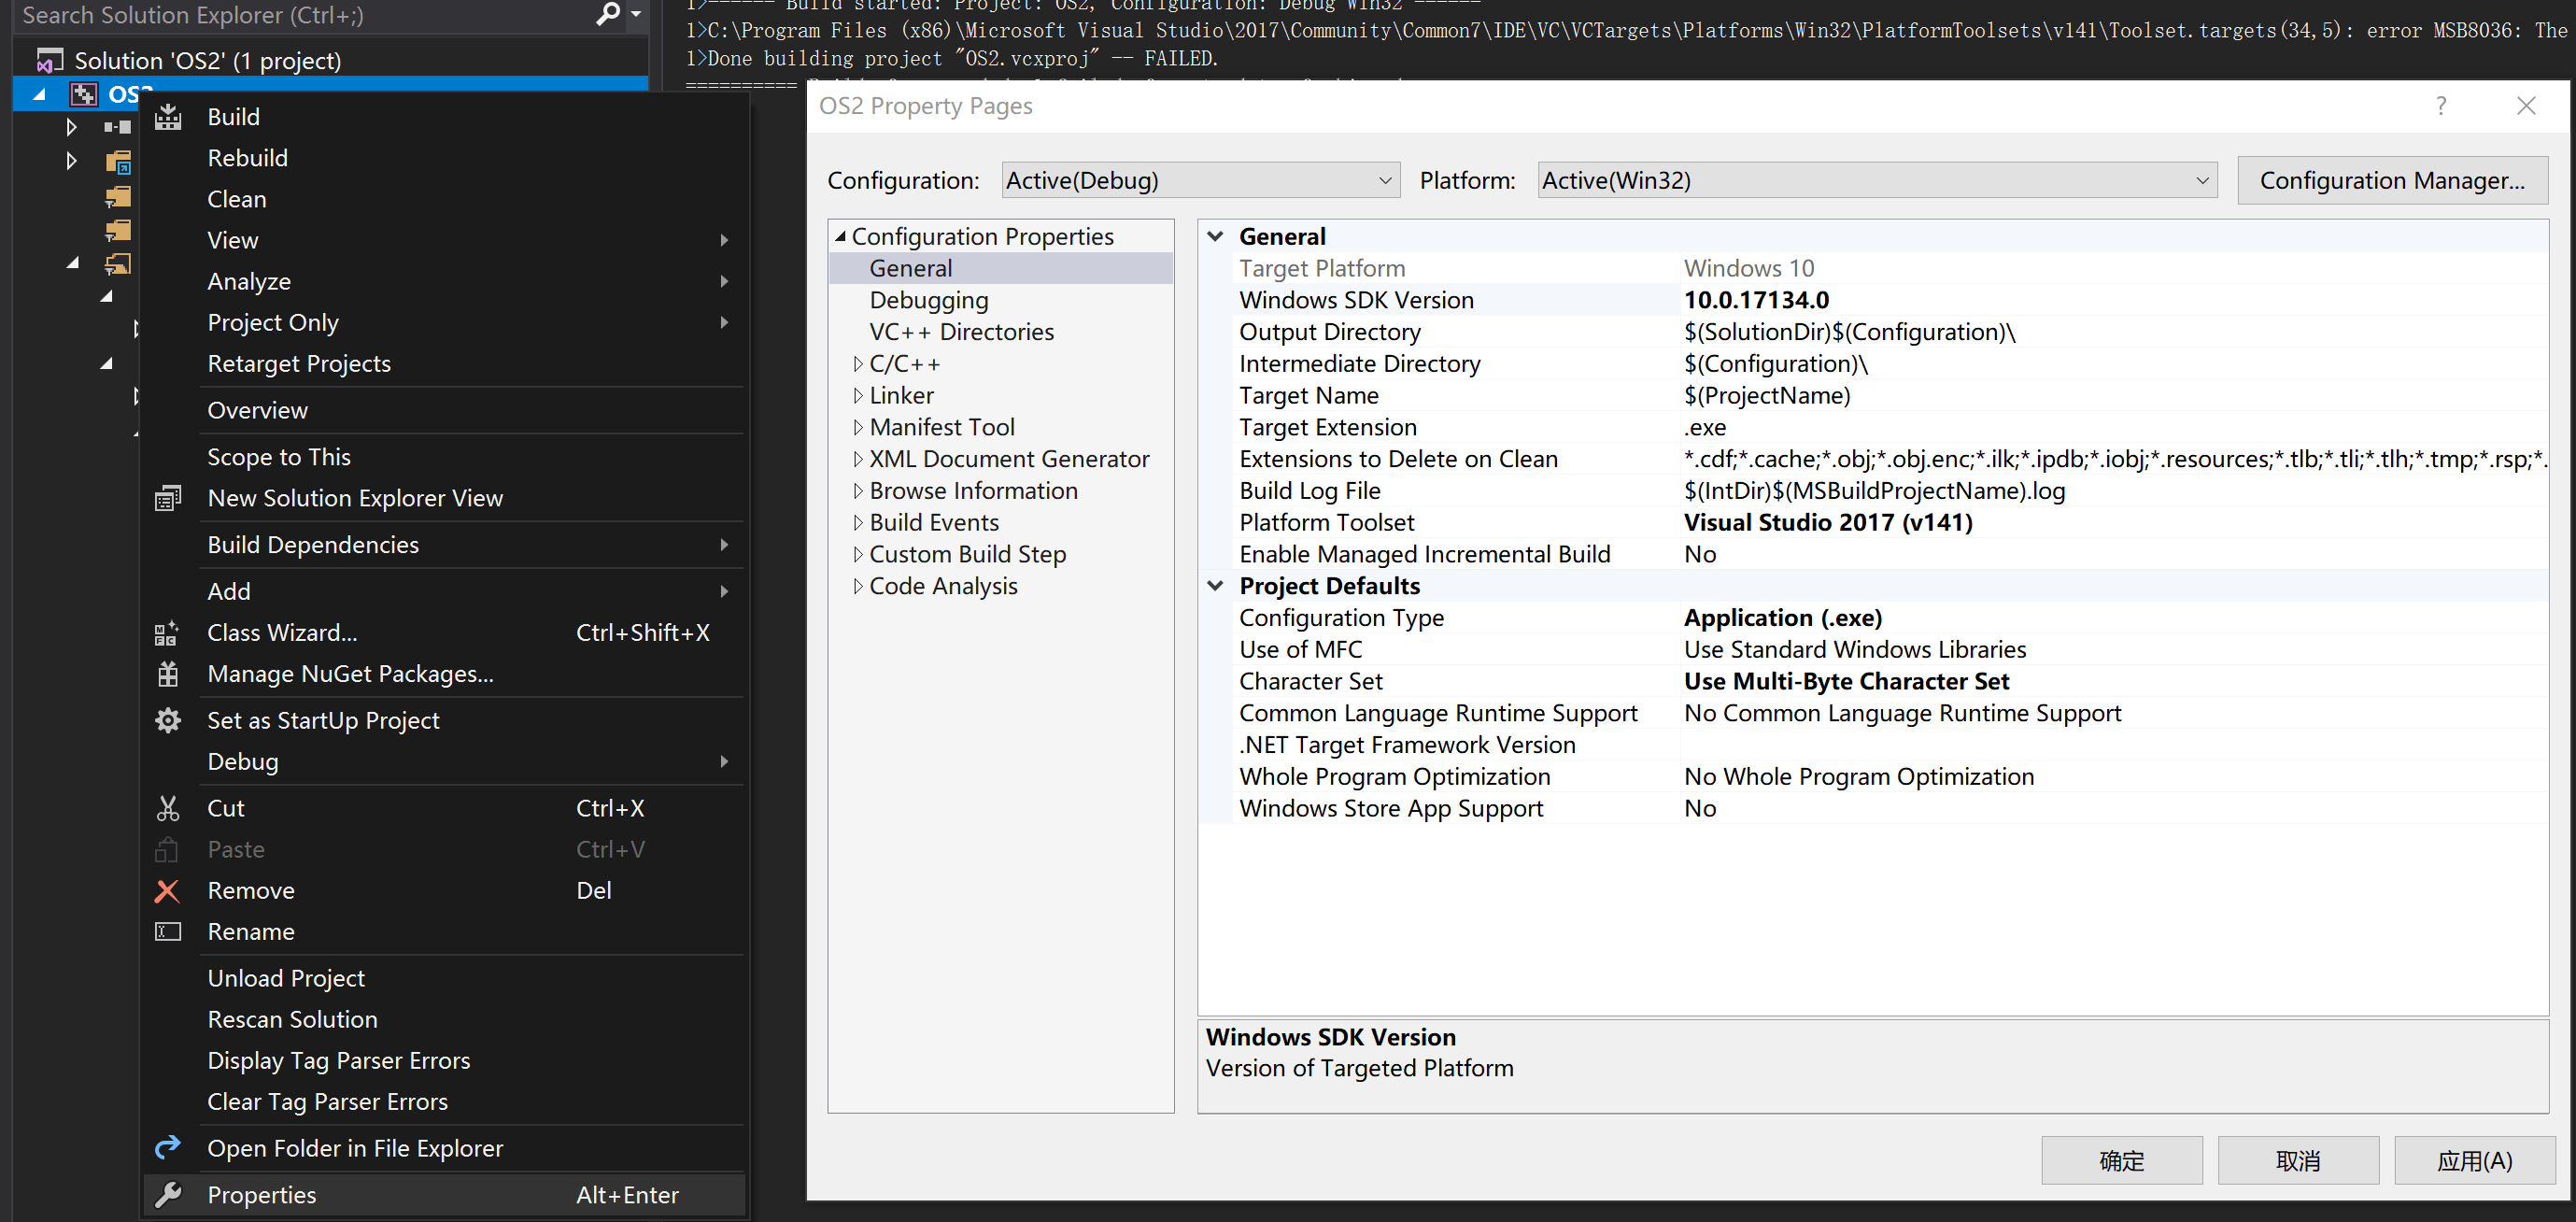 Search Solution Explorer (Ctrl+;)
Solution 'OS2' (1 project)
OS2
Build
Rebuild
Clean
View
Analyze
Project Only
Retarget Projects
Overview
Scope to This
New Solution Explorer View
Build Dependencies
Add
Class Wizard... Ctrl+Shift+X
Manage NuGet Packages...
Set as StartUp Project
Debug
Cut Ctrl+X
Paste Ctrl+V
Remove Del
Rename
Unload Project
Rescan Solution
Display Tag Parser Errors
Clear Tag Parser Errors
Open Folder in File Explorer
Properties Alt+Enter
1>------ Build started: Project: OS2, Configuration: Debug Win32 ------
1>C:\Program Files (x86)\Microsoft Visual Studio\2017\Community\Common7\IDE\VC\VCTargets\Platforms\Win32\PlatformToolsets\v141\Toolset.targets(34,5): error MSB8036: The
1>Done building project "OS2.vcxproj" -- FAILED.
OS2 Property Pages
Configuration: Active(Debug) Platform: Active(Win32) Configuration Manager...
Configuration Properties
General
Debugging
VC++ Directories
C/C++
Linker
Manifest Tool
XML Document Generator
Browse Information
Build Events
Custom Build Step
Code Analysis
General
Target Platform Windows 10
Windows SDK Version 10.0.17134.0
Output Directory $(SolutionDir)$(Configuration)\
Intermediate Directory $(Configuration)\
Target Name $(ProjectName)
Target Extension .exe
Extensions to Delete on Clean *.cdf;*.cache;*.obj;*.obj.enc;*.ilk;*.ipdb;*.iobj;*.resources;*.tlb;*.tli;*.tlh;*.tmp;*.rsp;*.
Build Log File $(IntDir)$(MSBuildProjectName).log
Platform Toolset Visual Studio 2017 (v141)
Enable Managed Incremental Build No
Project Defaults
Configuration Type Application (.exe)
Use of MFC Use Standard Windows Libraries
Character Set Use Multi-Byte Character Set
Common Language Runtime Support No Common Language Runtime Support
.NET Target Framework Version
Whole Program Optimization No Whole Program Optimization
Windows Store App Support No
Windows SDK Version
Version of Targeted Platform
确定 取消 应用(A)